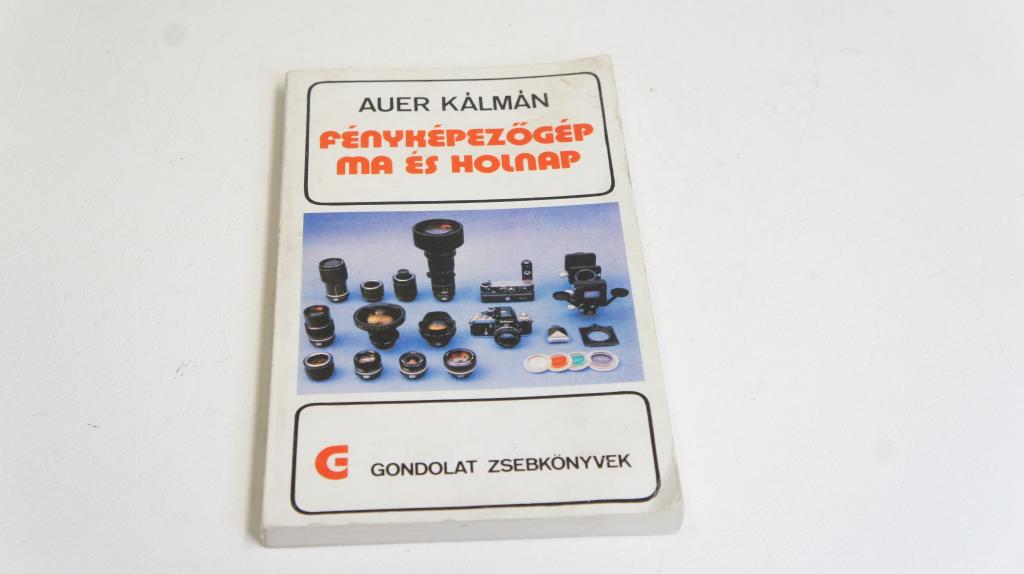 AUER KÁLMÁN
FÉNYKÉPEZŐGÉP
MA ÉS HOLNAP
G GONDOLAT ZSEBKÖNYVEK